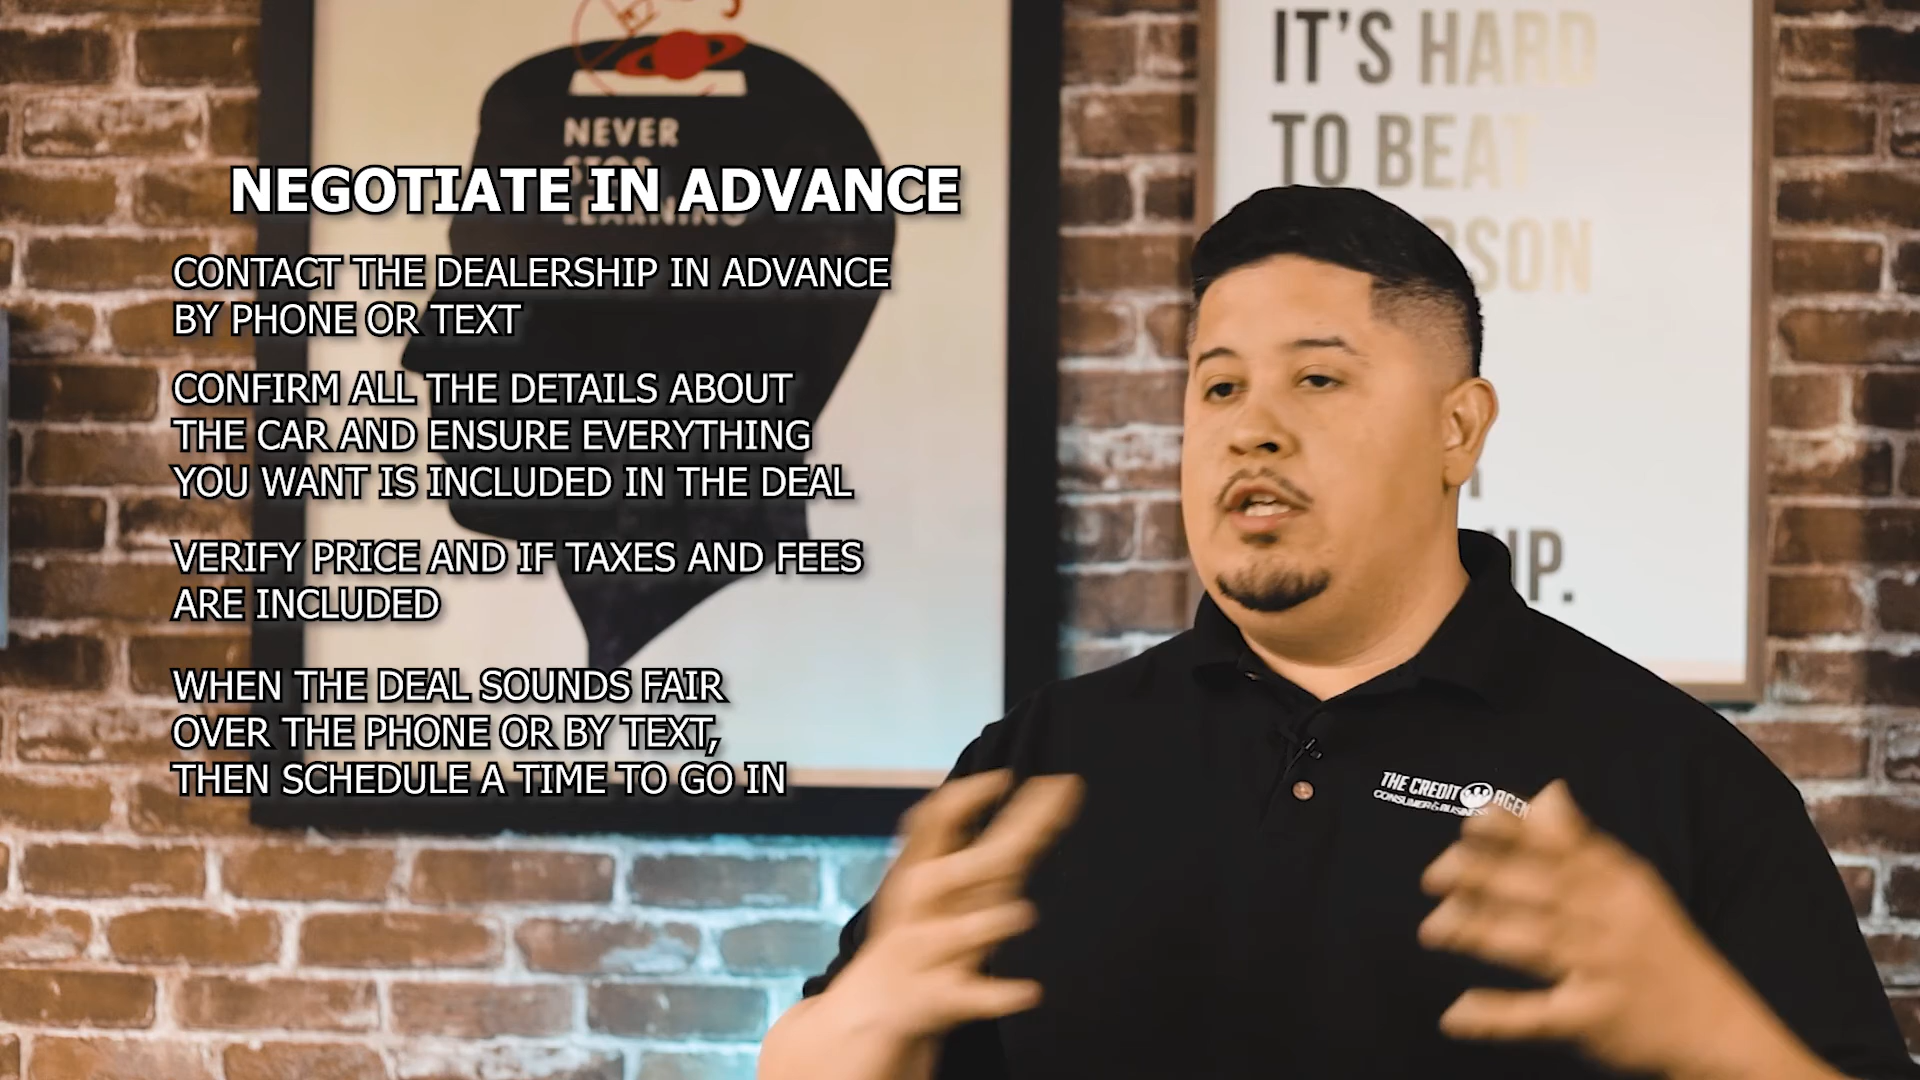 IT'S HARD
TO BEAT
NEVER
NEGOTIATE IN ADVANCE
CONTACT THE DEALERSHIP IN ADVANCE
BY PHONE OR TEXT
CONFIRM ALL THE DETAILS ABOUT
THE CAR AND ENSURE EVERYTHING
YOU WANT IS INCLUDED IN THE DEAL
VERIFY PRICE AND IF TAXES AND FEES
ARE INCLUDED
WHEN THE DEAL SOUNDS FAIR
OVER THE PHONE OR BY TEXT,
THEN SCHEDULE A TIME TO GO IN
THE CREDIT
CONSUMER & BUSINESS